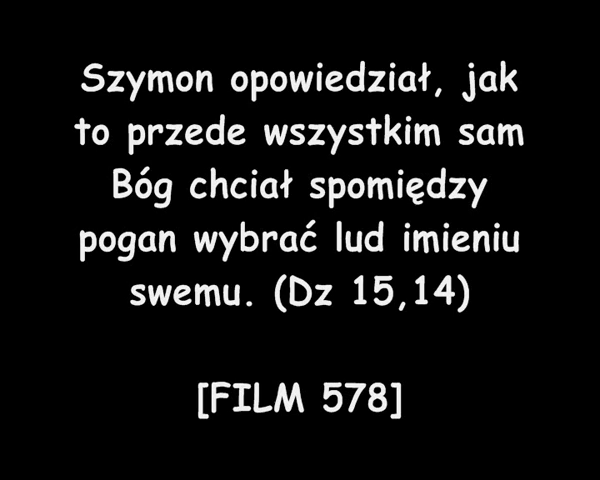 Szymon opowiedział, jak
to przede wszystkim sam
Bóg chciał spomiędzy
pogan wybrać lud imieniu
swemu. (Dz 15,14)
[FILM 578]